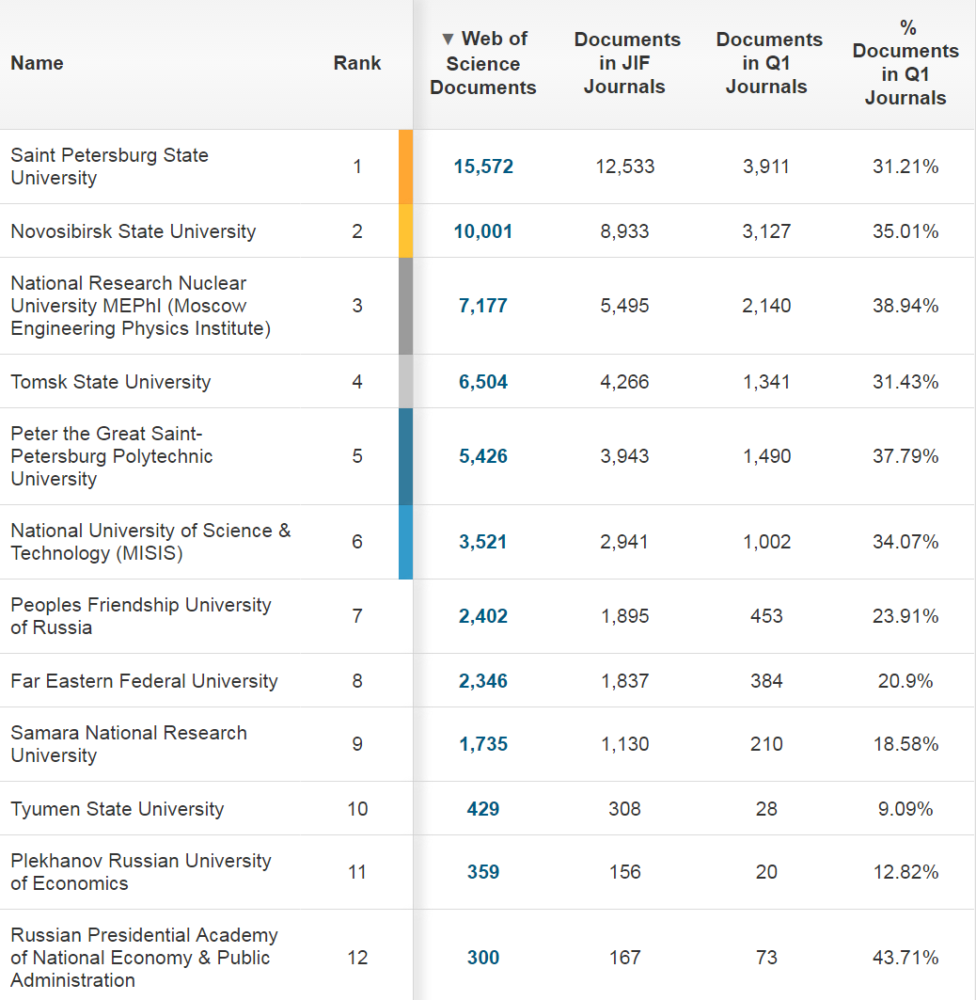 Name
Rank
▼ Web of
Science
Documents
Documents
in JIF
Journals
Documents
in Q1
Journals
%
Documents
in Q1
Journals
Saint Petersburg State
University
1
15,572
12,533
3,911
31.21%
Novosibirsk State University
2
10,001
8,933
3,127
35.01%
National Research Nuclear
University MEPhI (Moscow
Engineering Physics Institute)
3
7,177
5,495
2,140
38.94%
Tomsk State University
4
6,504
4,266
1,341
31.43%
Peter the Great Saint-
Petersburg Polytechnic
University
5
5,426
3,943
1,490
37.79%
National University of Science &
Technology (MISIS)
6
3,521
2,941
1,002
34.07%
Peoples Friendship University
of Russia
7
2,402
1,895
453
23.91%
Far Eastern Federal University
8
2,346
1,837
384
20.9%
Samara National Research
University
9
1,735
1,130
210
18.58%
Tyumen State University
10
429
308
28
9.09%
Plekhanov Russian University
of Economics
11
359
156
20
12.82%
Russian Presidential Academy
of National Economy & Public
Administration
12
300
167
73
43.71%